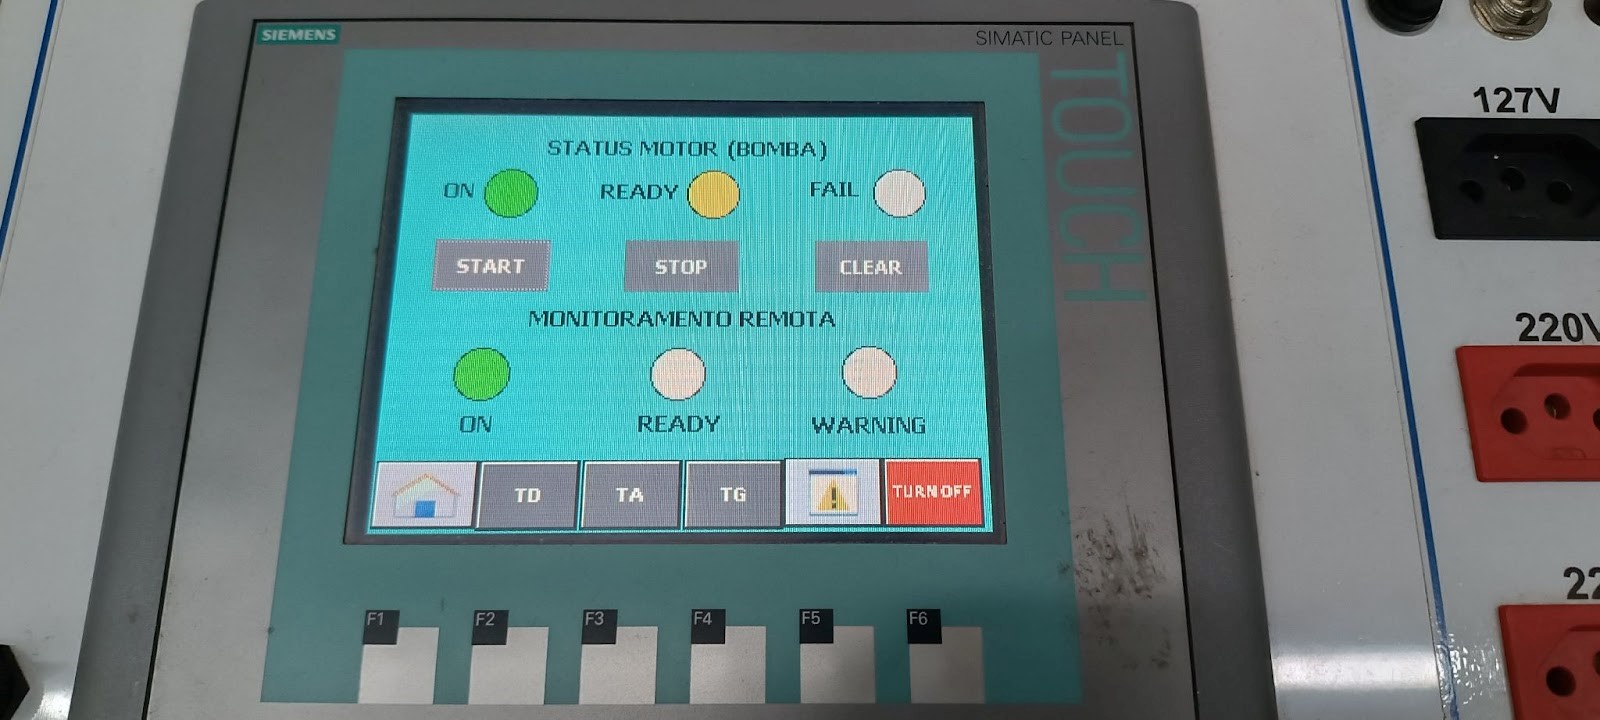 SIEMENS
SIMATIC PANEL
TOUCH
STATUS MOTOR (BOMBA)
ON READY FAIL
START STOP CLEAR
MONITORAMENTO REMOTA
ON READY WARNING
TD TA TG TURN OFF
F1 F2 F3 F4 F5 F6
127V
220V
22